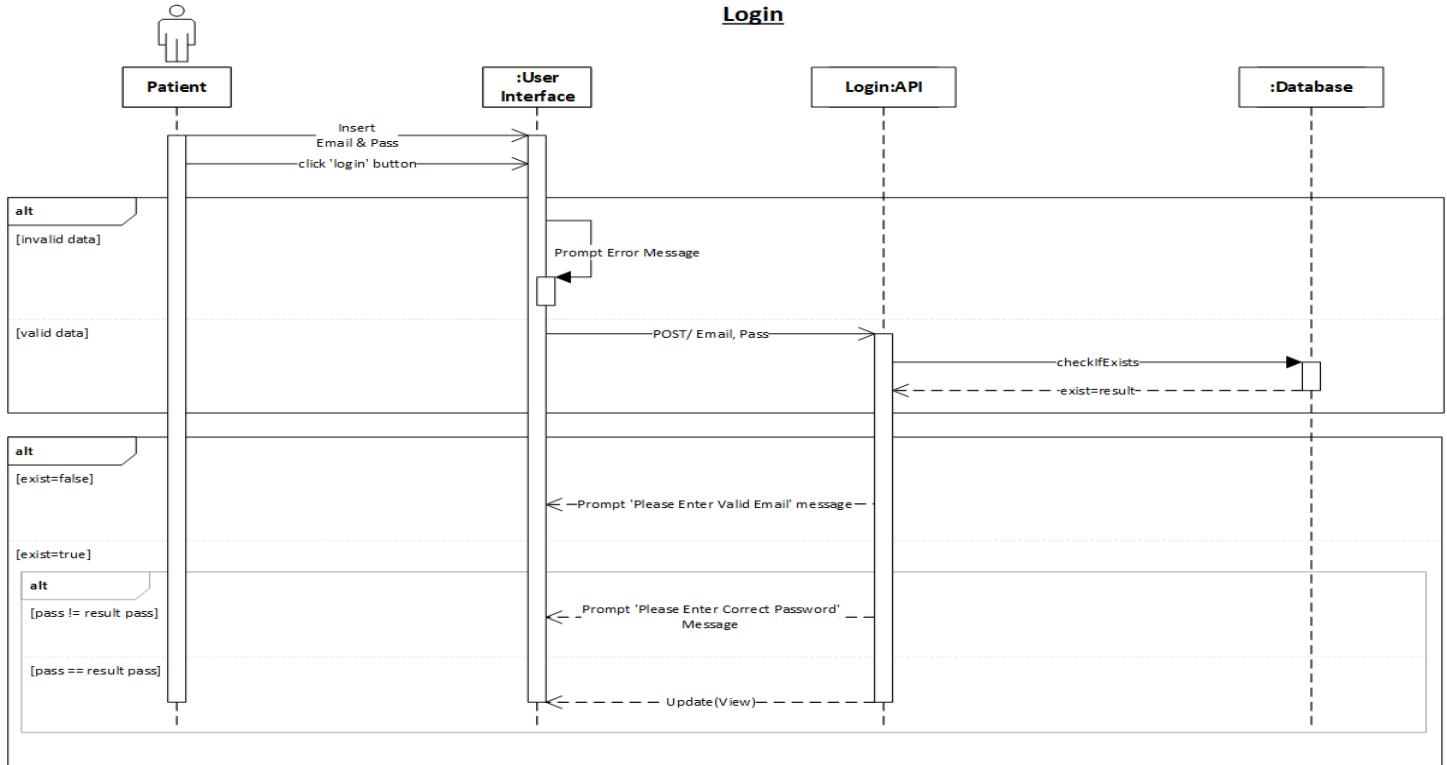 Login
Patient
:User
Interface
Login:API
:Database
Insert
Email & Pass
click 'login' button
alt
[invalid data]
Prompt Error Message
[valid data]
POST/ Email, Pass
checkIfExists
exist=result
alt
[exist=false]
Prompt 'Please Enter Valid Email' message
[exist=true]
alt
[pass != result pass]
Prompt 'Please Enter Correct Password'
Message
[pass == result pass]
Update(View)